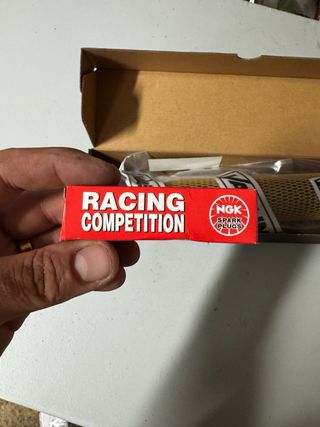 RACING
COMPETITION
NGK
SPARK
PLUGS